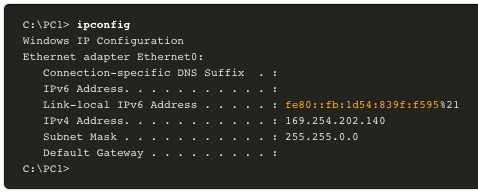 C:\PC1> ipconfig
Windows IP Configuration
Ethernet adapter Ethernet0:
   Connection-specific DNS Suffix  . :
   IPv6 Address. . . . . . . . . . . :
   Link-local IPv6 Address . . . . . : fe80::fb:1d54:839f:f595%21
   IPv4 Address. . . . . . . . . . . : 169.254.202.140
   Subnet Mask . . . . . . . . . . . : 255.255.0.0
   Default Gateway . . . . . . . . . :
C:\PC1>